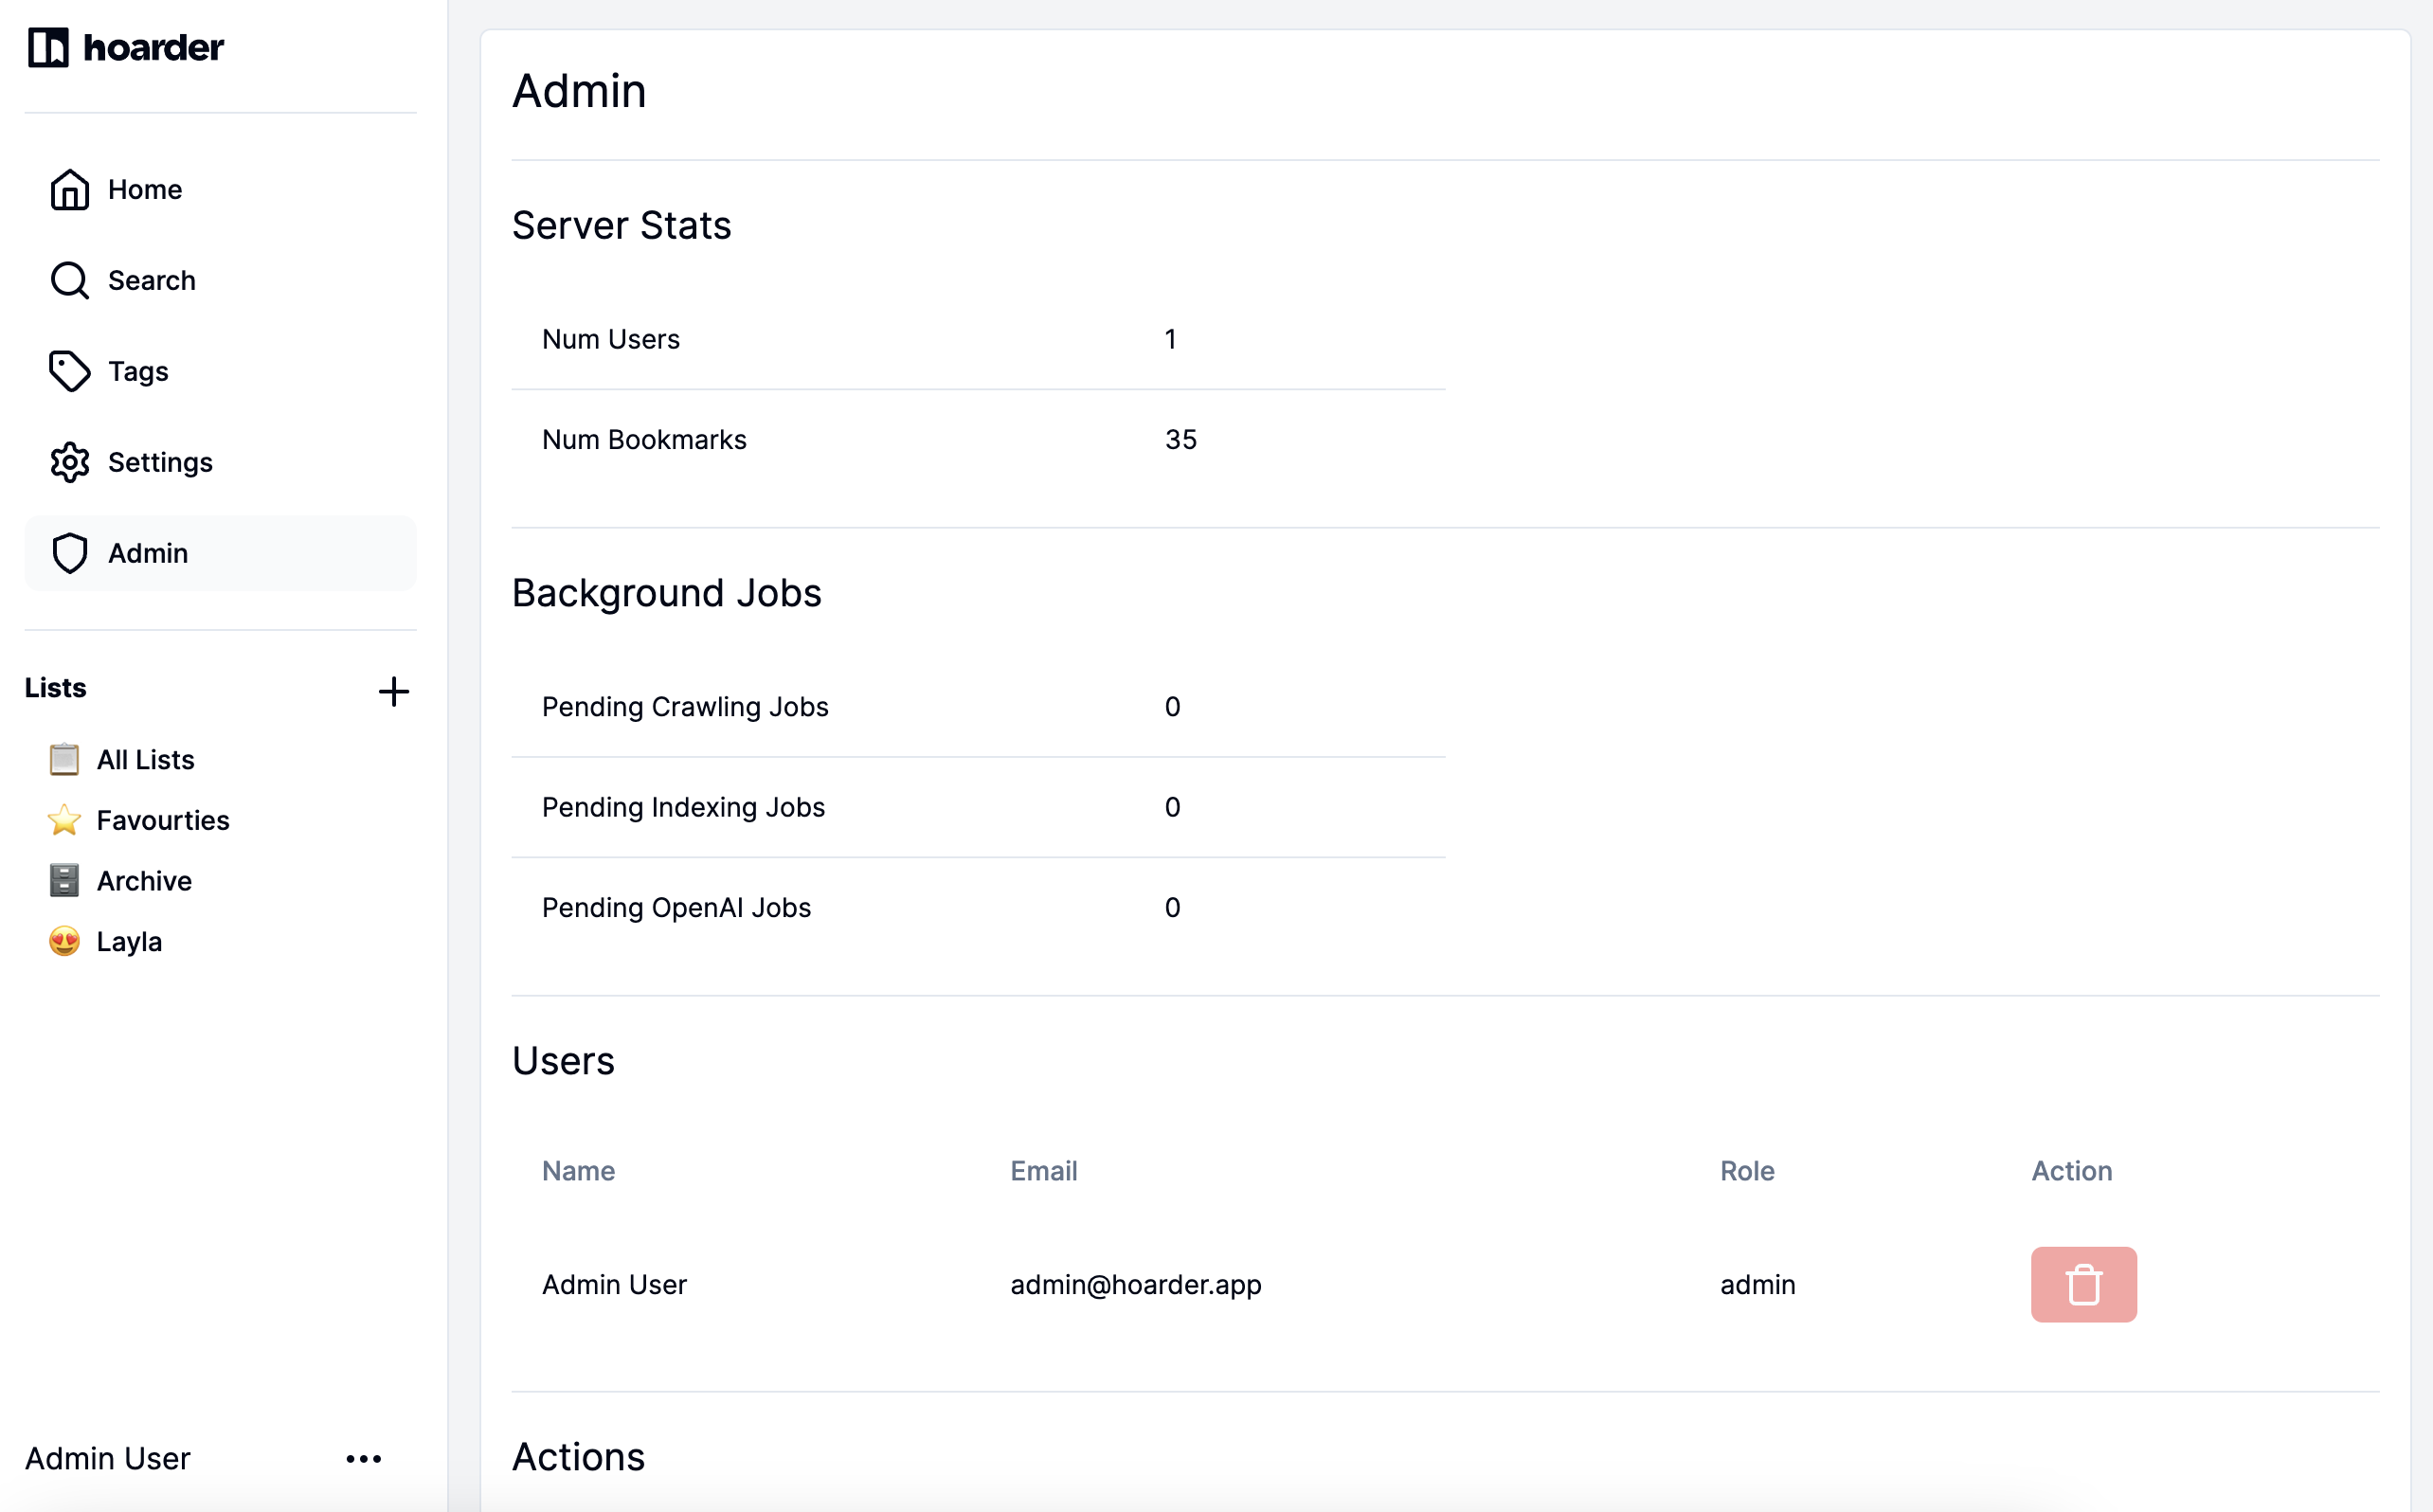 hoarder
Home
Search
Tags
Settings
Admin
Lists
All Lists
Favourties
Archive
Layla
Admin User
Admin
Server Stats
Num Users 1
Num Bookmarks 35
Background Jobs
Pending Crawling Jobs 0
Pending Indexing Jobs 0
Pending OpenAI Jobs 0
Users
Name Email Role Action
Admin User admin@hoarder.app admin
Actions